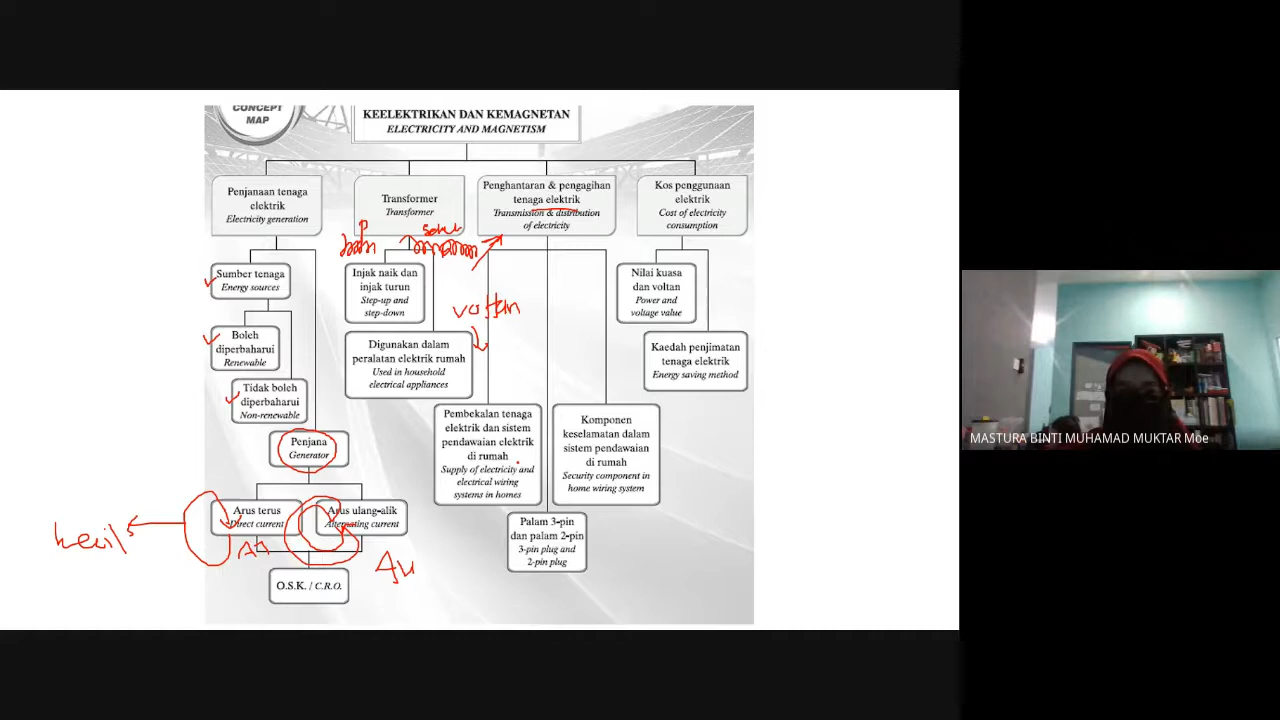 CONCEPT
MAP
KEELEKTRIKAN DAN KEMAGNETAN
ELECTRICITY AND MAGNETISM
Penjanaan tenaga
elektrik
Electricity generation
Transformer
Transformer
Penghantaran & pengagihan
tenaga elektrik
Transmission & distribution
of electricity
Kos penggunaan
elektrik
Cost of electricity
consumption
Sumber tenaga
Energy sources
Boleh
diperbaharui
Renewable
Tidak boleh
diperbaharui
Non-renewable
Penjana
Generator
Arus terus
Direct current
Arus ulang-alik
Alternating current
kecil
AT
AU
O.S.K. / C.R.O.
Injak naik dan
injak turun
Step-up and
step-down
voltan
Digunakan dalam
peralatan elektrik rumah
Used in household
electrical appliances
Pembekalan tenaga
elektrik dan sistem
pendawaian elektrik
di rumah
Supply of electricity and
electrical wiring
systems in homes
Komponen
keselamatan dalam
sistem pendawaian
di rumah
Security component in
home wiring system
Palam 3-pin
dan palam 2-pin
3-pin plug and
2-pin plug
Nilai kuasa
dan voltan
Power and
voltage value
Kaedah penjimatan
tenaga elektrik
Energy saving method
MASTURA BINTI MUHAMAD MUKTAR Moe